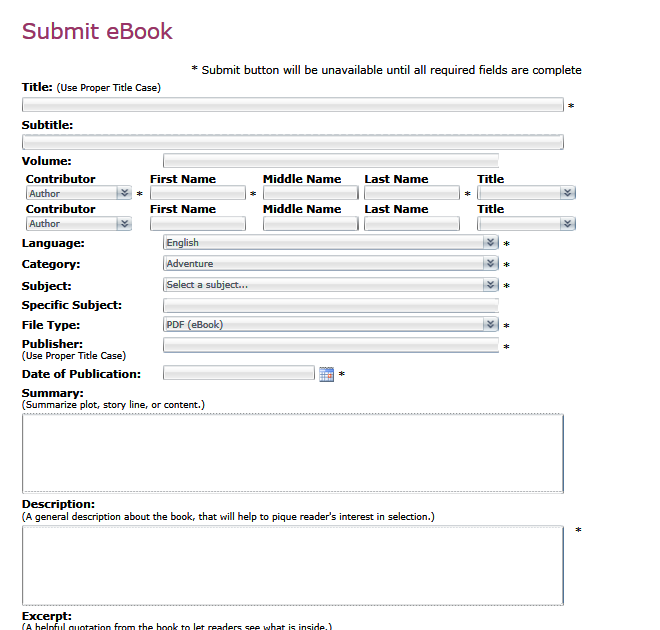 Submit eBook
* Submit button will be unavailable until all required fields are complete
Title: (Use Proper Title Case)
*
Subtitle:
Volume:
Contributor First Name Middle Name Last Name Title
Author * * *
Contributor First Name Middle Name Last Name Title
Author
Language: English *
Category: Adventure *
Subject: Select a subject... *
Specific Subject:
File Type: PDF (eBook) *
Publisher: *
(Use Proper Title Case)
Date of Publication: *
Summary:
(Summarize plot, story line, or content.)
Description:
(A general description about the book, that will help to pique reader's interest in selection.)
*
Excerpt:
(A helpful quotation from the book to let readers see what is inside.)